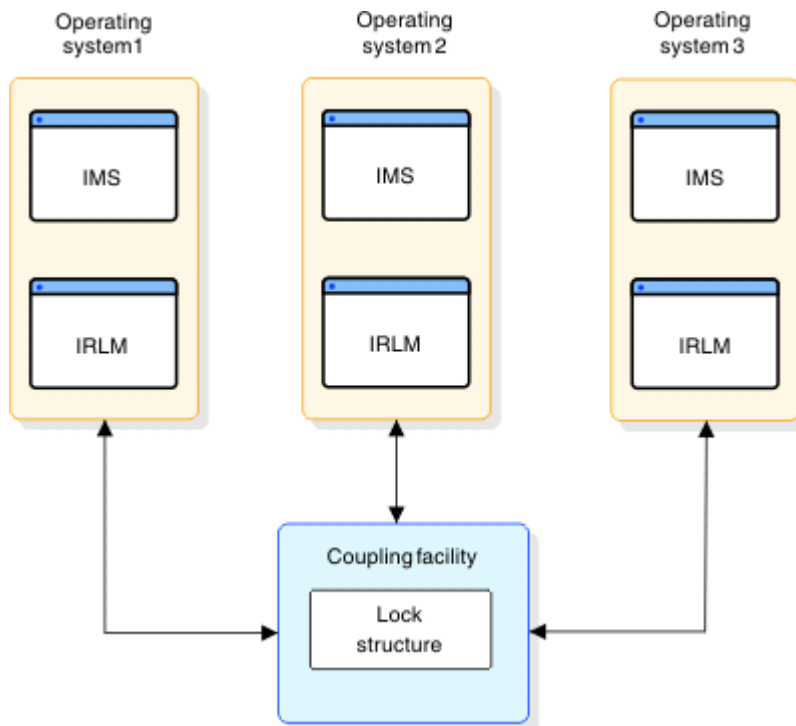 Operating
system1
Operating
system 2
Operating
system 3
IMS
IMS
IMS
IRLM
IRLM
IRLM
Coupling facility
Lock
structure